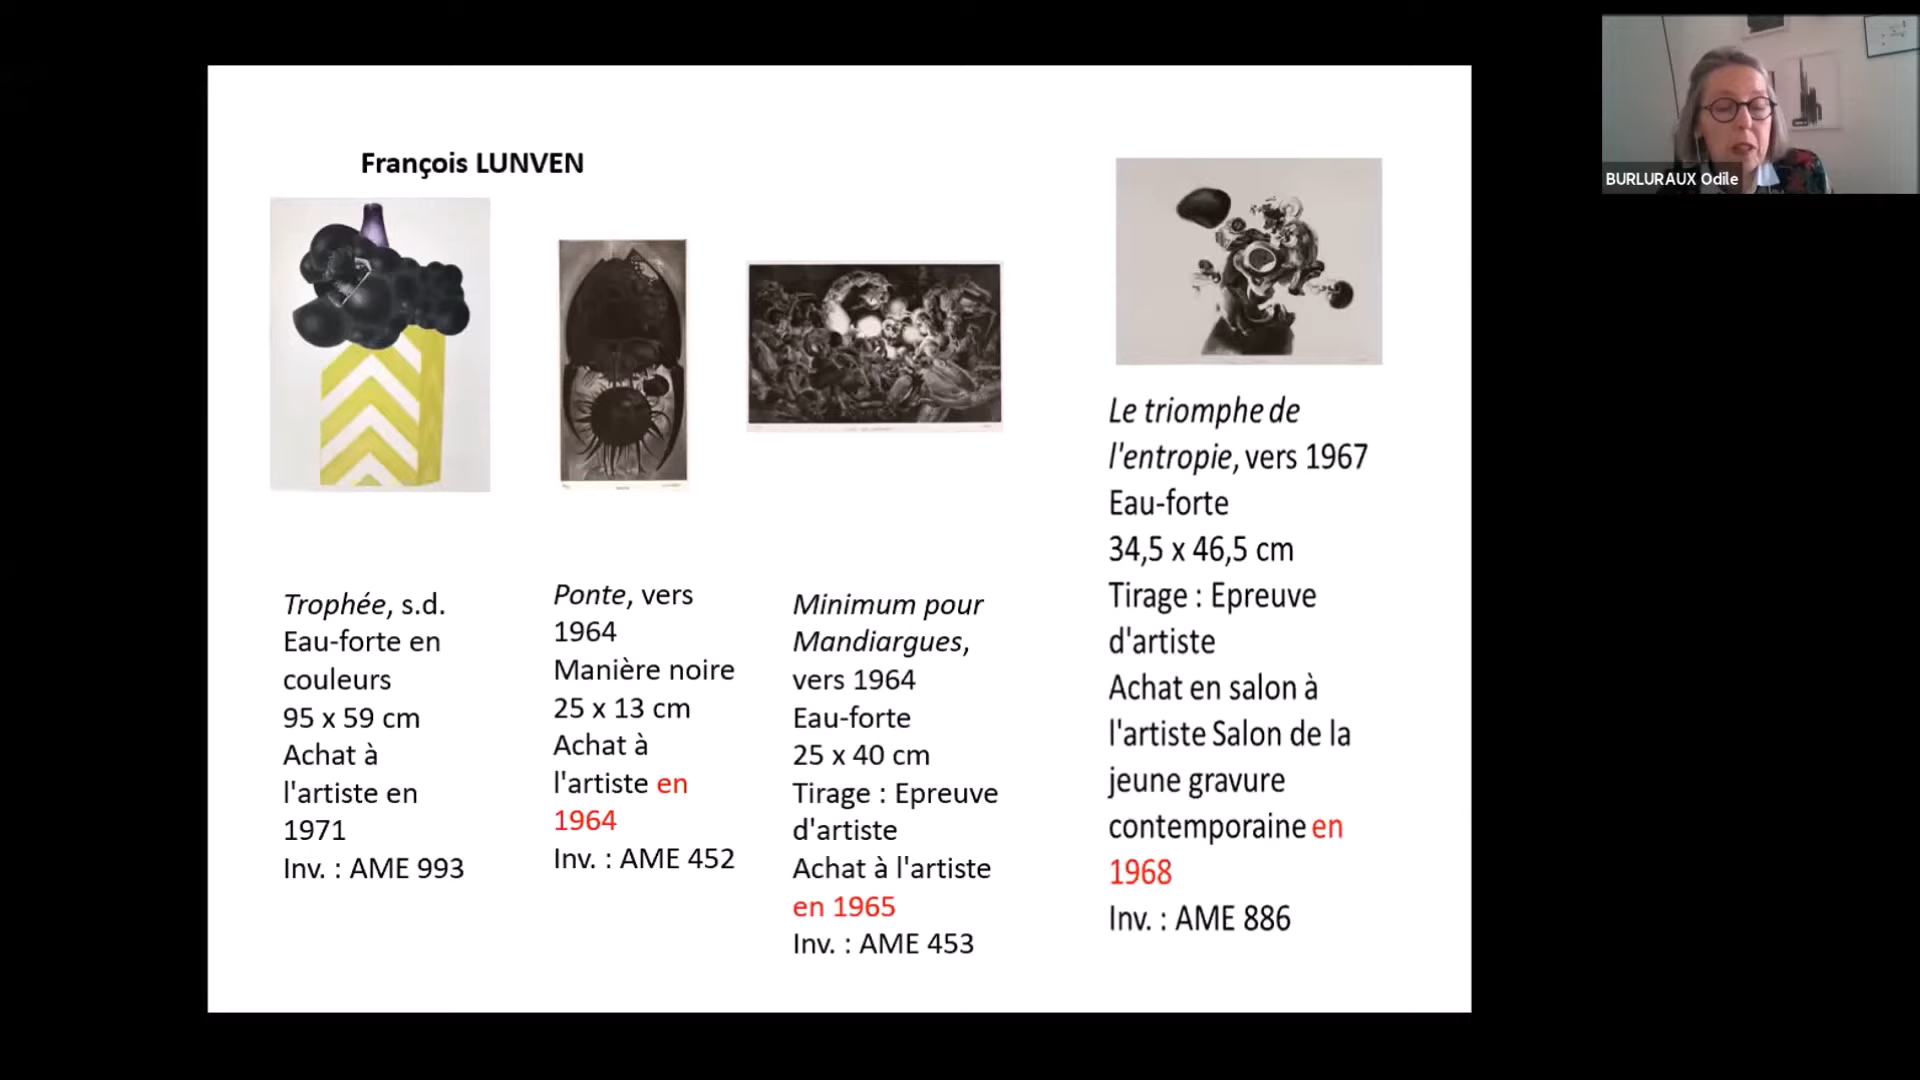 François LUNVEN
BURLURAUX Odile
Trophée, s.d.
Eau-forte en
couleurs
95 x 59 cm
Achat à
l'artiste en
1971
Inv. : AME 993
Ponte, vers
1964
Manière noire
25 x 13 cm
Achat à
l'artiste en
1964
Inv. : AME 452
Minimum pour
Mandiargues,
vers 1964
Eau-forte
25 x 40 cm
Tirage : Epreuve
d'artiste
Achat à l'artiste
en 1965
Inv. : AME 453
Le triomphe de
l'entropie, vers 1967
Eau-forte
34,5 x 46,5 cm
Tirage : Epreuve
d'artiste
Achat en salon à
l'artiste Salon de la
jeune gravure
contemporaine en
1968
Inv. : AME 886